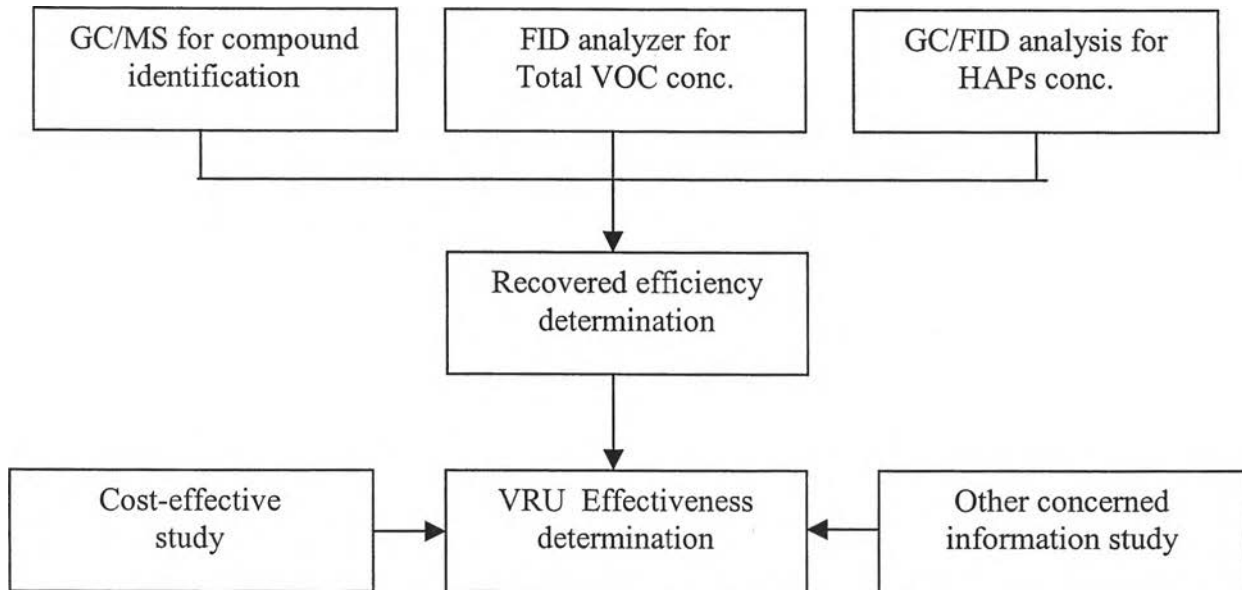 GC/MS for compound
identification
FID analyzer for
Total VOC conc.
GC/FID analysis for
HAPs conc.
Recovered efficiency
determination
Cost-effective
study
VRU Effectiveness
determination
Other concerned
information study